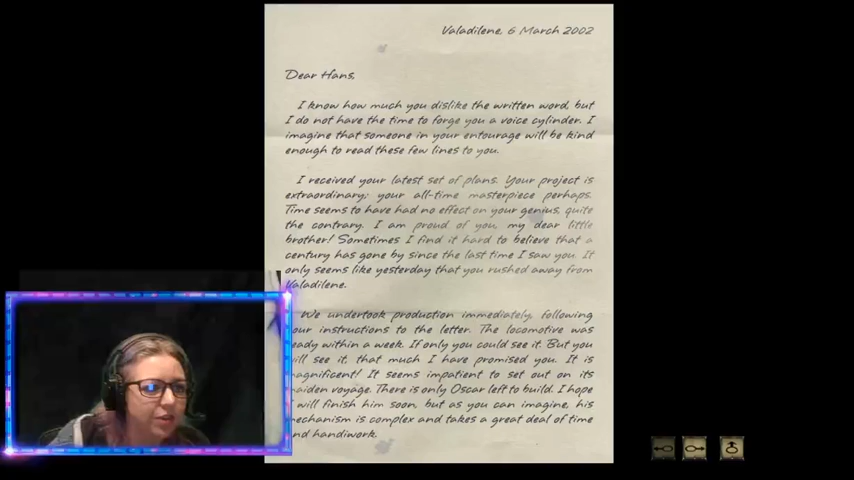 Valadilene, 6 March 2002
Dear Hans,
I know how much you dislike the written word, but
I do not have the time to forge you a voice cylinder. I
imagine that someone in your entourage will be kind
enough to read these few lines to you.
I received your latest set of plans. Your project is
extraordinary; your all-time masterpiece perhaps.
Time seems to have had no effect on your genius, quite
the contrary. I am proud of you, my dear little
brother! Sometimes I find it hard to believe that a
century has gone by since the last time I saw you. It
only seems like yesterday that you rushed away from
Valadilene.
We undertook production immediately, following
our instructions to the letter. The locomotive was
eady within a week. If only you could see it. But you
ill see it, that much I have promised you. It is
agnificent! It seems impatient to set out on its
aiden voyage. There is only Oscar left to build. I hope
will finish him soon, but as you can imagine, his
echanism is complex and takes a great deal of time
nd handiwork.